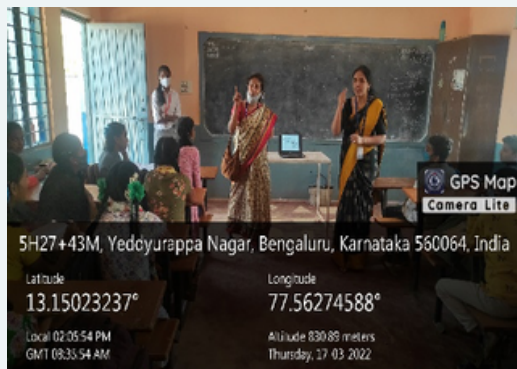 GPS Map
Camera Lite
5H27+43M, Yeddyurappa Nagar, Bengaluru, Karnataka 560064, India
Latitude
Longitude
13.15023237°
77.56274588°
Local 02:05:54 PM
Altitude 830.89 meters
GMT 08:35:54 AM
Thursday, 17-03-2022